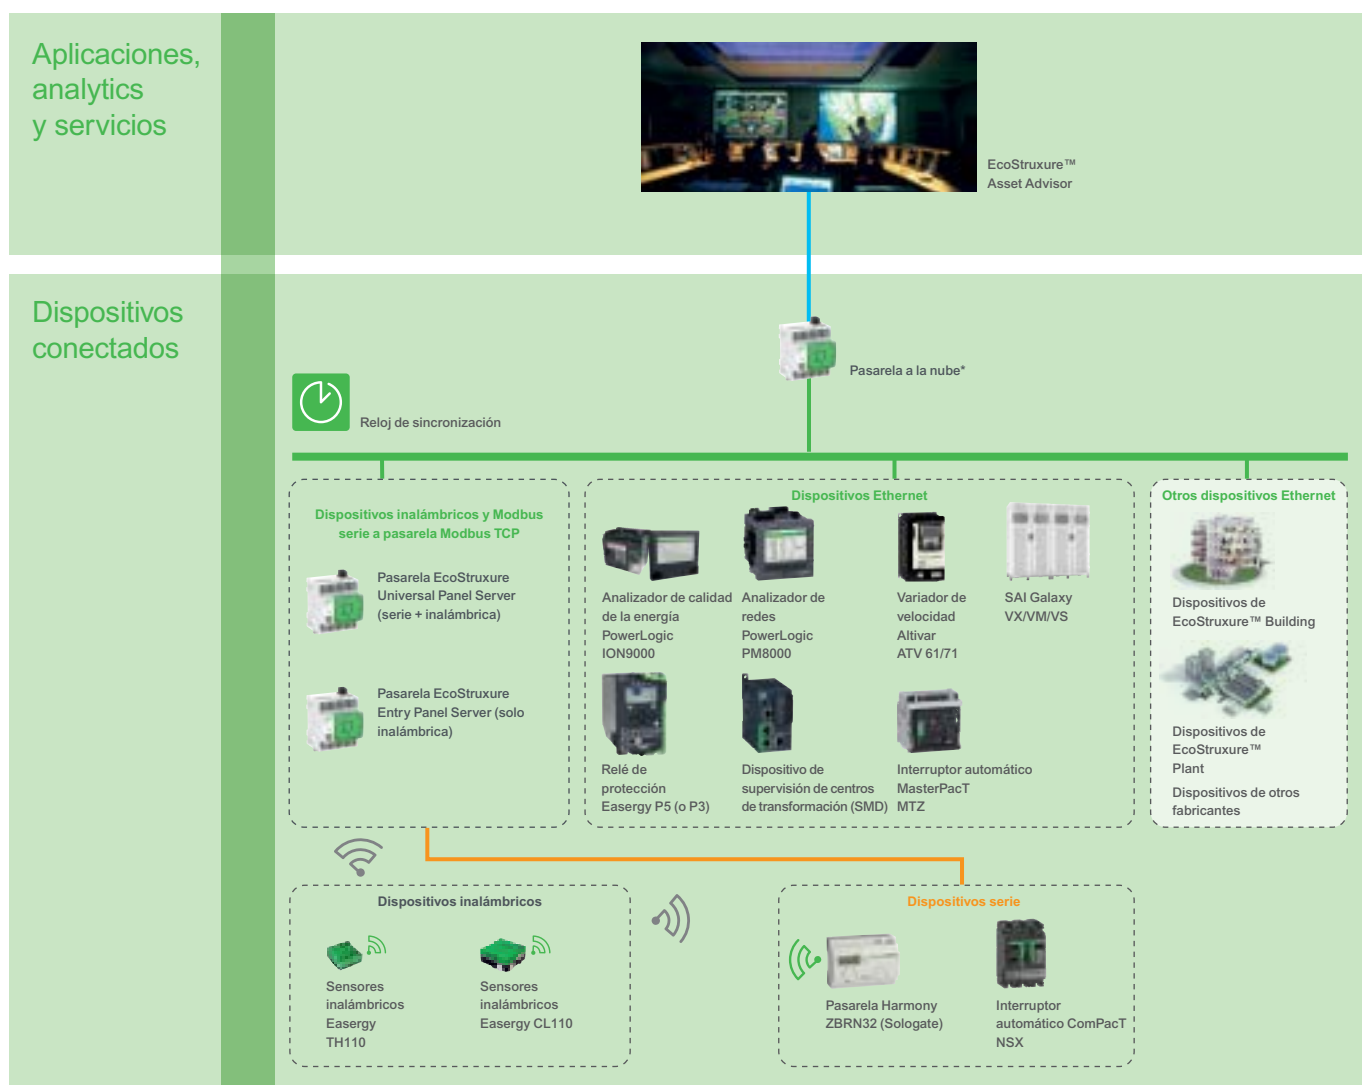 Aplicaciones,
analytics
y servicios
EcoStruxure™
Asset Advisor
Dispositivos
conectados
Pasarela a la nube*
Reloj de sincronización
Dispositivos inalámbricos y Modbus
serie a pasarela Modbus TCP
Pasarela EcoStruxure
Universal Panel Server
(serie + inalámbrica)
Pasarela EcoStruxure
Entry Panel Server (solo
inalámbrica)
Dispositivos Ethernet
Analizador de calidad
de la energía
PowerLogic
ION9000
Analizador de
redes
PowerLogic
PM8000
Variador de
velocidad
Altivar
ATV 61/71
SAI Galaxy
VX/VM/VS
Relé de
protección
Easergy P5 (o P3)
Dispositivo de
supervisión de centros
de transformación (SMD)
Interruptor automático
MasterPacT
MTZ
Otros dispositivos Ethernet
Dispositivos de
EcoStruxure™ Building
Dispositivos de
EcoStruxure™
Plant
Dispositivos de otros
fabricantes
Dispositivos inalámbricos
Sensores
inalámbricos
Easergy
TH110
Sensores
inalámbricos
Easergy CL110
Dispositivos serie
Pasarela Harmony
ZBRN32 (Sologate)
Interruptor
automático ComPacT
NSX